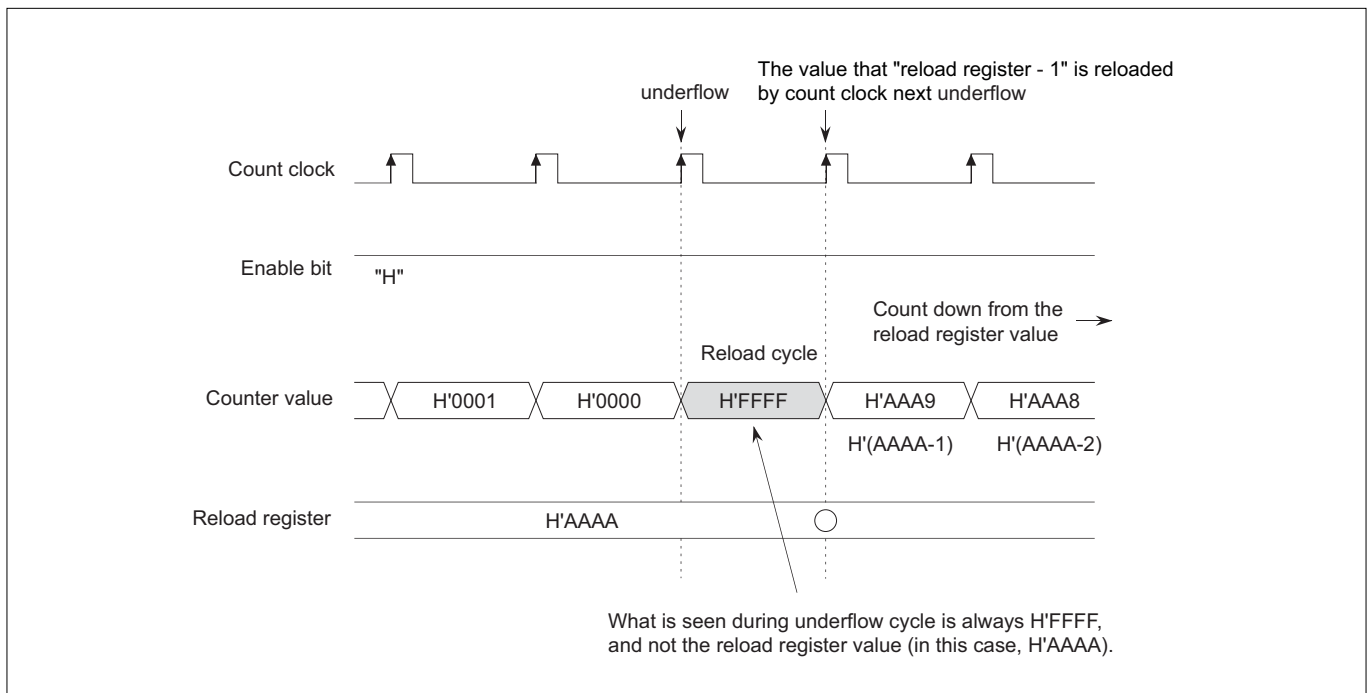 The value that "reload register - 1" is reloaded
by count clock next underflow
underflow
Count clock
Enable bit
"H"
Count down from the
reload register value
Reload cycle
Counter value
H'0001
H'0000
H'FFFF
H'AAA9
H'AAA8
H'(AAAA-1)
H'(AAAA-2)
Reload register
H'AAAA
What is seen during underflow cycle is always H'FFFF,
and not the reload register value (in this case, H'AAAA).